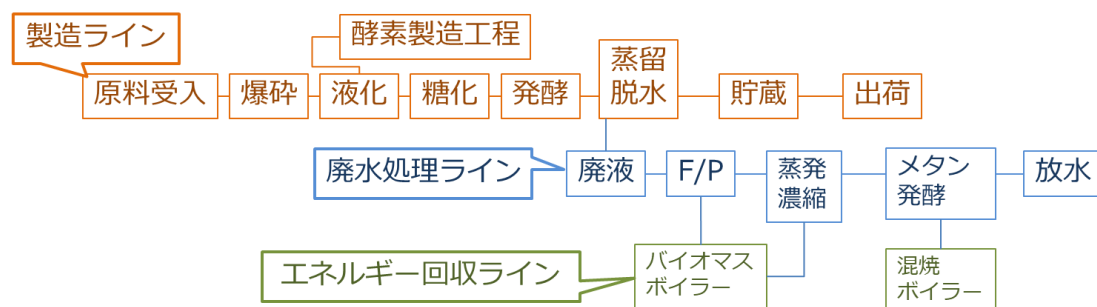 製造ライン
酵素製造工程
原料受入
爆砕
液化
糖化
発酵
蒸留
脱水
貯蔵
出荷
廃水処理ライン
廃液
F/P
蒸発
濃縮
メタン
発酵
放水
エネルギー回収ライン
バイオマス
ボイラー
混焼
ボイラー